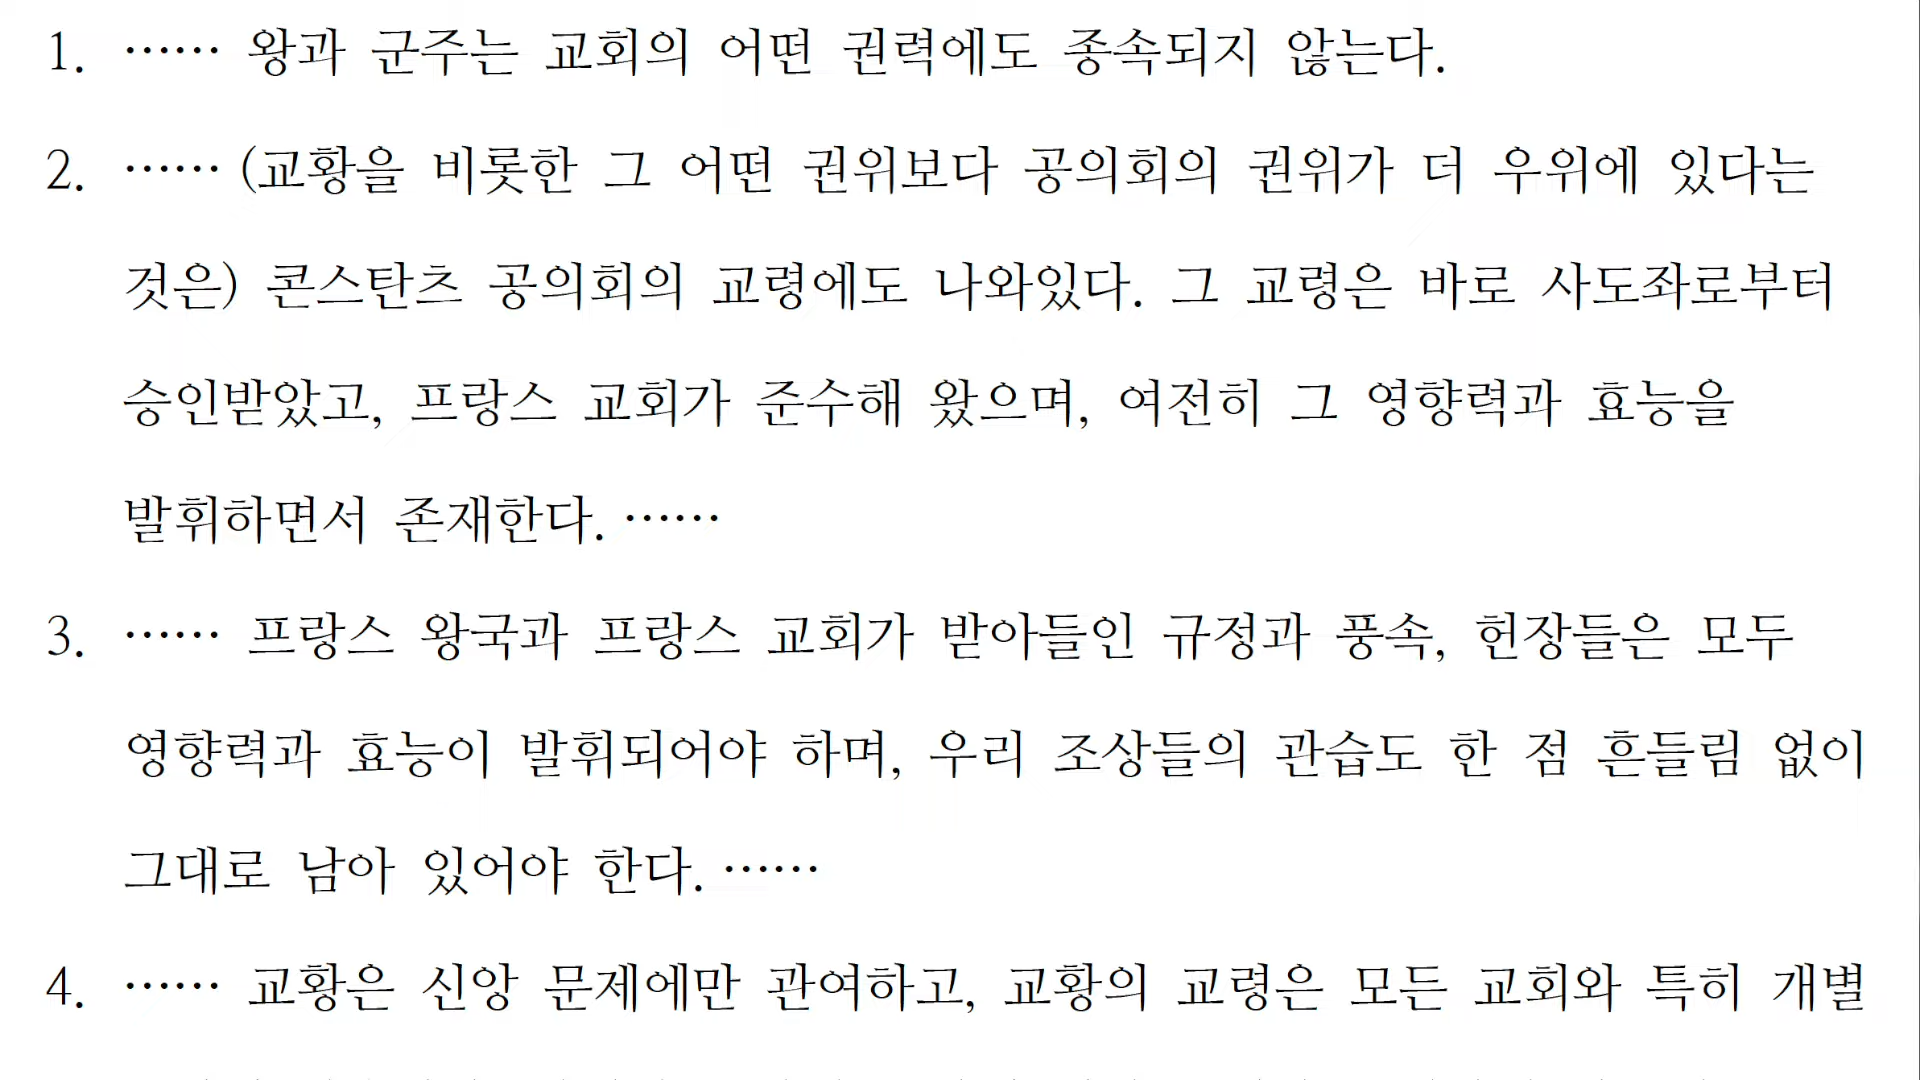 1. …… 왕과 군주는 교회의 어떤 권력에도 종속되지 않는다.
2. …… (교황을 비롯한 그 어떤 권위보다 공의회의 권위가 더 우위에 있다는
것은) 콘스탄츠 공의회의 교령에도 나와있다. 그 교령은 바로 사도좌로부터
승인받았고, 프랑스 교회가 준수해 왔으며, 여전히 그 영향력과 효능을
발휘하면서 존재한다. ……
3. …… 프랑스 왕국과 프랑스 교회가 받아들인 규정과 풍속, 헌장들은 모두
영향력과 효능이 발휘되어야 하며, 우리 조상들의 관습도 한 점 흔들림 없이
그대로 남아 있어야 한다. ……
4. …… 교황은 신앙 문제에만 관여하고, 교황의 교령은 모든 교회와 특히 개별